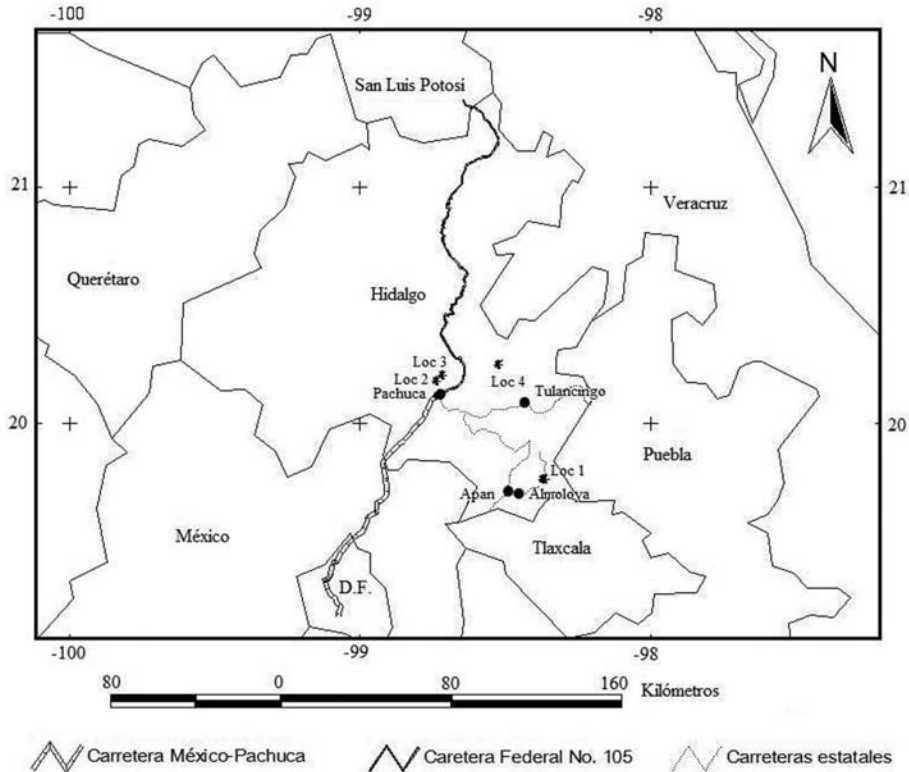 -100 -99 -98
N
San Luis Potosi
21 21
Veracruz
Querétaro
Hidalgo
Loc 3
Loc 2
Loc 4
Pachuca Tulancingo
20 20
Puebla
Loc 1
Apan Almoloya
México
Tlaxcala
D.F.
-100 -99 -98
80 0 80 160 Kilómetros
Carretera México-Pachuca Caretera Federal No. 105 Carreteras estatales